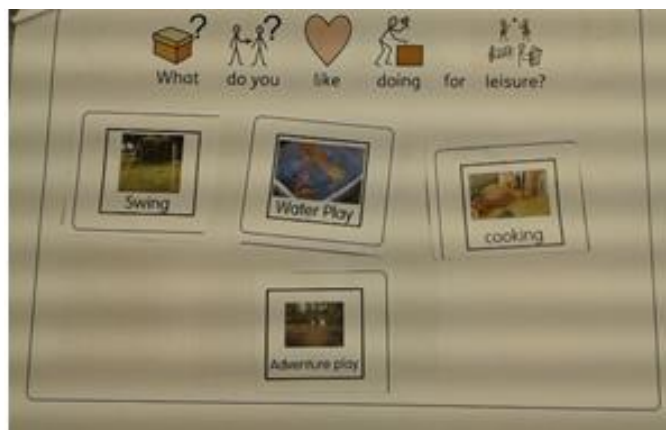 What do you like doing for leisure?
Swing
Water Play
cooking
Adventure play